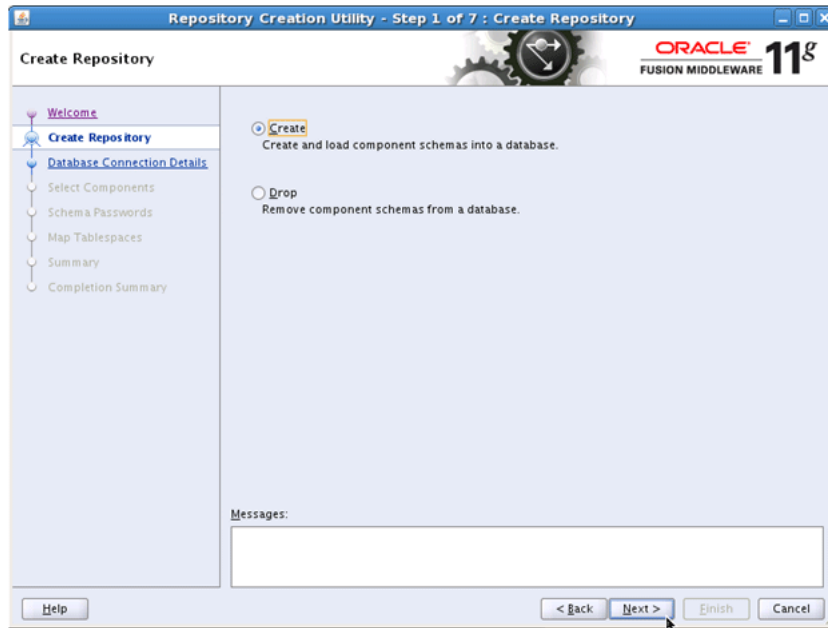 Repository Creation Utility - Step 1 of 7 : Create Repository
Create Repository
ORACLE
FUSION MIDDLEWARE 11g
Welcome
Create Repository
Database Connection Details
Select Components
Schema Passwords
Map Tablespaces
Summary
Completion Summary
Create
Create and load component schemas into a database.
Drop
Remove component schemas from a database.
Messages:
Help
< Back
Next >
Finish
Cancel